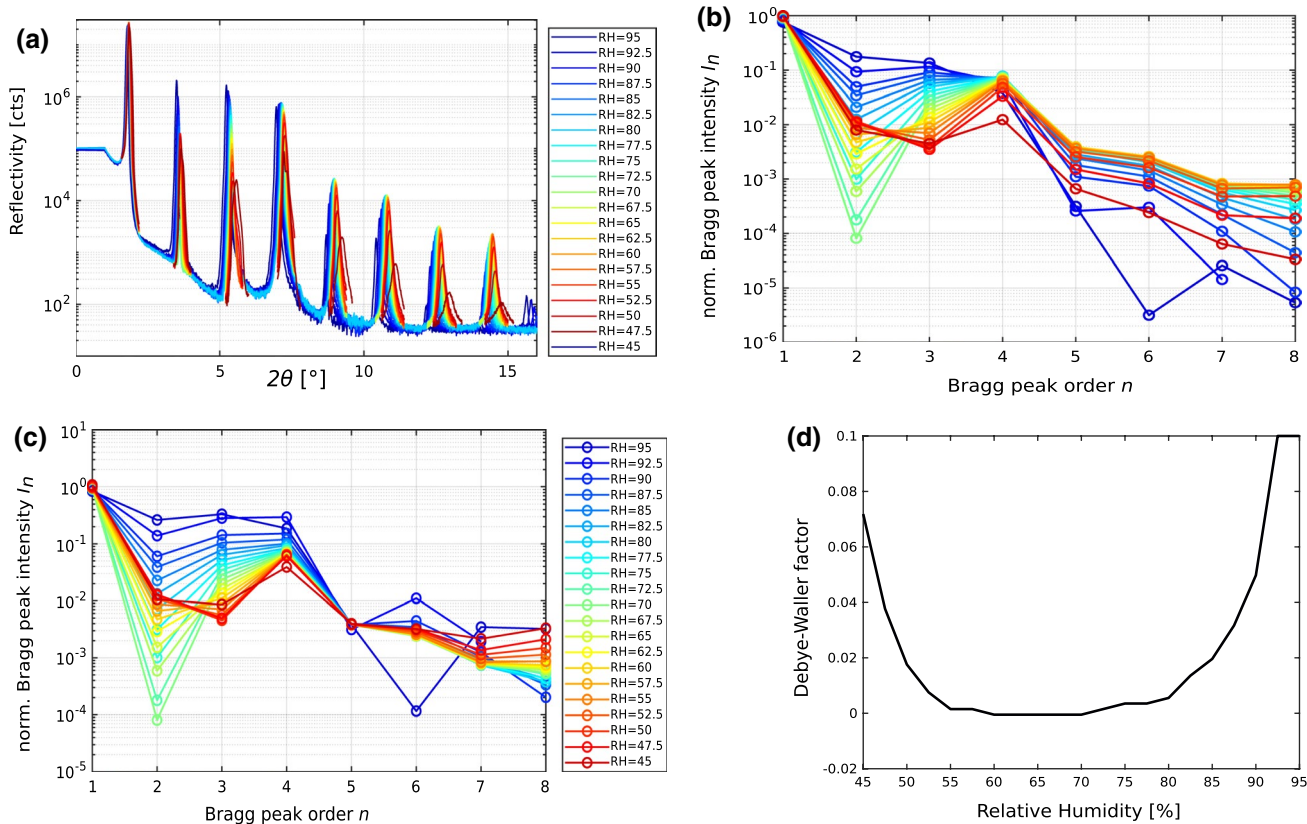 (a)
Reflectivity [cts]
10^6
10^4
10^2
0
5
10
15
2θ [°]
RH=95
RH=92.5
RH=90
RH=87.5
RH=85
RH=82.5
RH=80
RH=77.5
RH=75
RH=72.5
RH=70
RH=67.5
RH=65
RH=62.5
RH=60
RH=57.5
RH=55
RH=52.5
RH=50
RH=47.5
RH=45
(b)
norm. Bragg peak intensity I_n
10^0
10^-1
10^-2
10^-3
10^-4
10^-5
10^-6
1 2 3 4 5 6 7 8
Bragg peak order n
(c)
norm. Bragg peak intensity I_n
10^1
10^0
10^-1
10^-2
10^-3
10^-4
10^-5
1 2 3 4 5 6 7 8
Bragg peak order n
RH=95
RH=92.5
RH=90
RH=87.5
RH=85
RH=82.5
RH=80
RH=77.5
RH=75
RH=72.5
RH=70
RH=67.5
RH=65
RH=62.5
RH=60
RH=57.5
RH=55
RH=52.5
RH=50
RH=47.5
RH=45
(d)
Debye-Waller factor
0.1
0.08
0.06
0.04
0.02
0
-0.02
45 50 55 60 65 70 75 80 85 90 95
Relative Humidity [%]